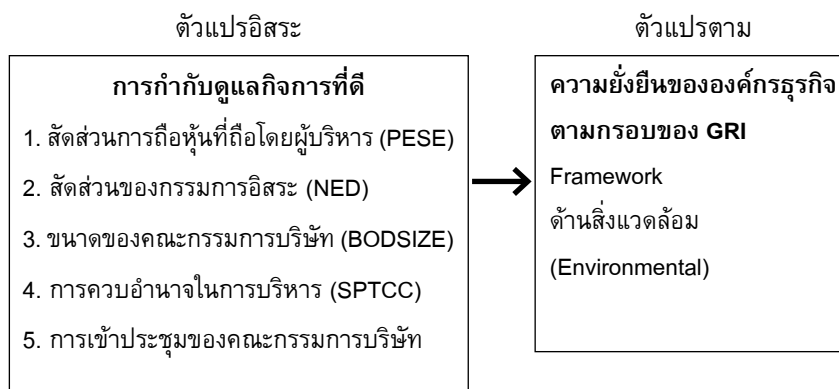 ตัวแปรอิสระ
การกำกับดูแลกิจการที่ดี
1. สัดส่วนการถือหุ้นที่ถือโดยผู้บริหาร (PESE)
2. สัดส่วนของกรรมการอิสระ (NED)
3. ขนาดของคณะกรรมการบริษัท (BODSIZE)
4. การควบอำนาจในการบริหาร (SPTCC)
5. การเข้าประชุมของคณะกรรมการบริษัท
ตัวแปรตาม
ความยั่งยืนขององค์กรธุรกิจ
ตามกรอบของ GRI
Framework
ด้านสิ่งแวดล้อม
(Environmental)